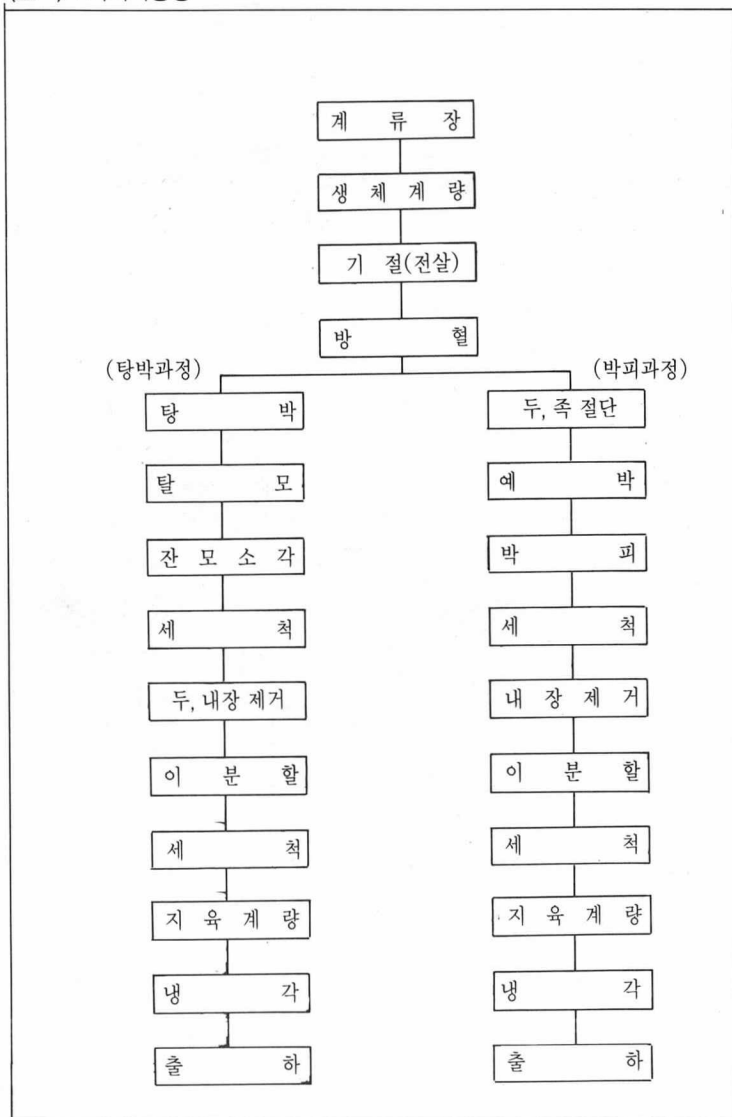 계 류 장
생 체 계 량
기 절(전살)
방 혈
(탕박과정)
탕 박
탈 모
잔 모 소 각
세 척
두, 내장 제거
이 분 할
세 척
지 육 계 량
냉 각
출 하
(박피과정)
두, 족 절단
예 박
박 피
세 척
내 장 제 거
이 분 할
세 척
지 육 계 량
냉 각
출 하